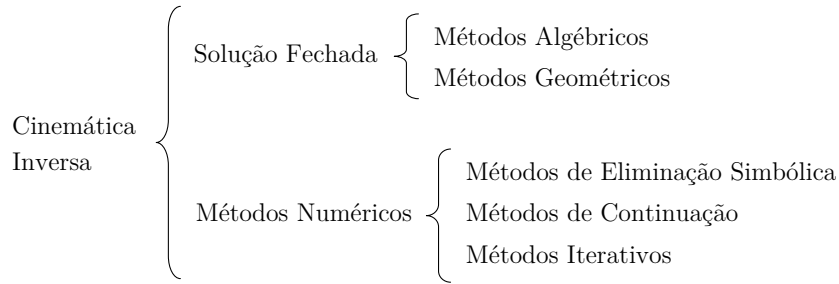 Cinemática
Inversa
Solução Fechada
Métodos Algébricos
Métodos Geométricos
Métodos Numéricos
Métodos de Eliminação Simbólica
Métodos de Continuação
Métodos Iterativos